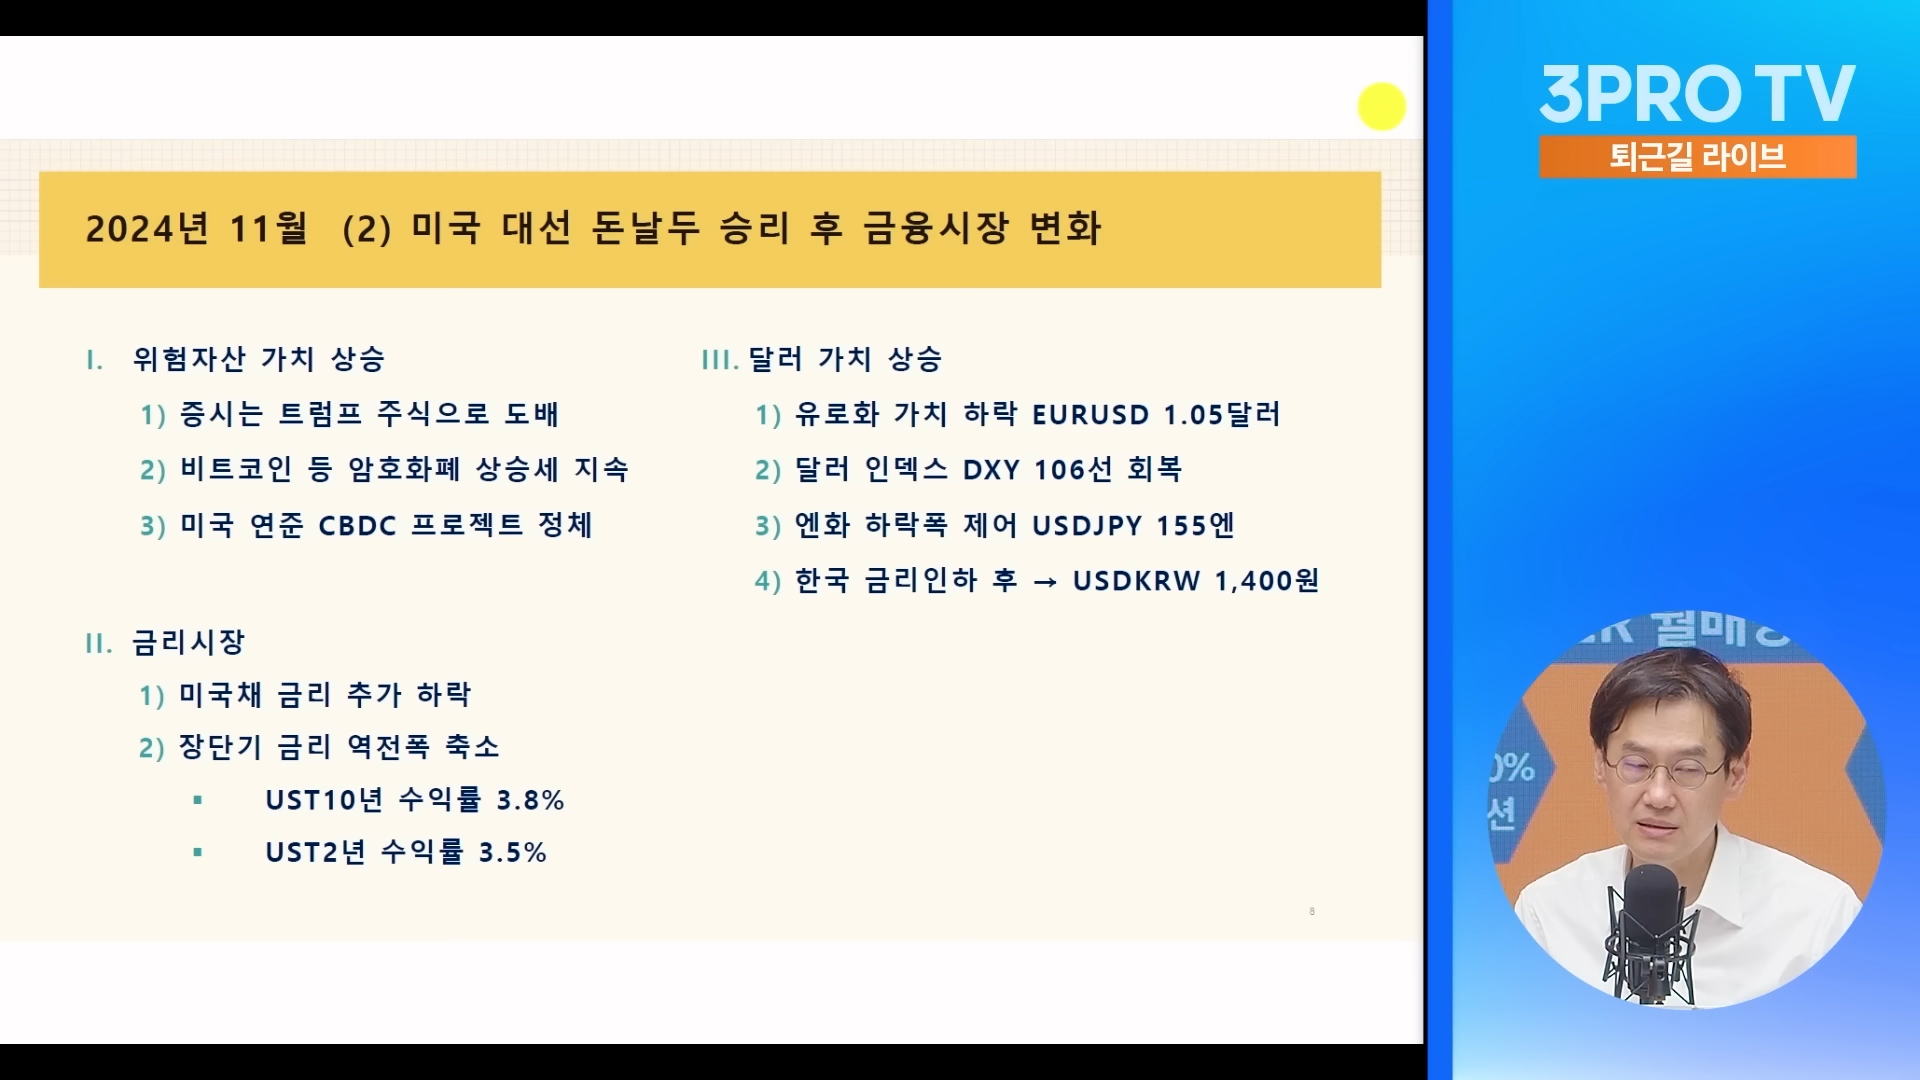 2024년 11월 (2) 미국 대선 돈날두 승리 후 금융시장 변화
I. 위험자산 가치 상승
1) 증시는 트럼프 주식으로 도배
2) 비트코인 등 암호화폐 상승세 지속
3) 미국 연준 CBDC 프로젝트 정체
II. 금리시장
1) 미국채 금리 추가 하락
2) 장단기 금리 역전폭 축소
▪ UST10년 수익률 3.8%
▪ UST2년 수익률 3.5%
III. 달러 가치 상승
1) 유로화 가치 하락 EURUSD 1.05달러
2) 달러 인덱스 DXY 106선 회복
3) 엔화 하락폭 제어 USDJPY 155엔
4) 한국 금리인하 후 → USDKRW 1,400원
8
3PRO TV
퇴근길 라이브
월매
0%
션